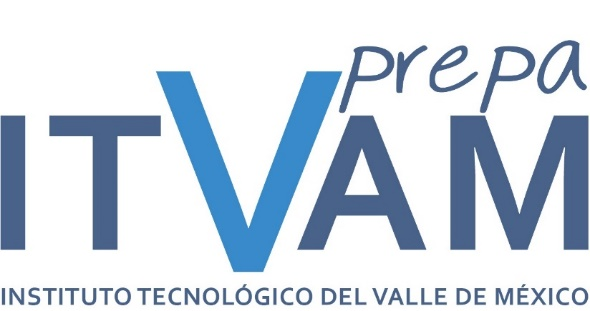 prepa
ITVAM
INSTITUTO TECNOLÓGICO DEL VALLE DE MÉXICO